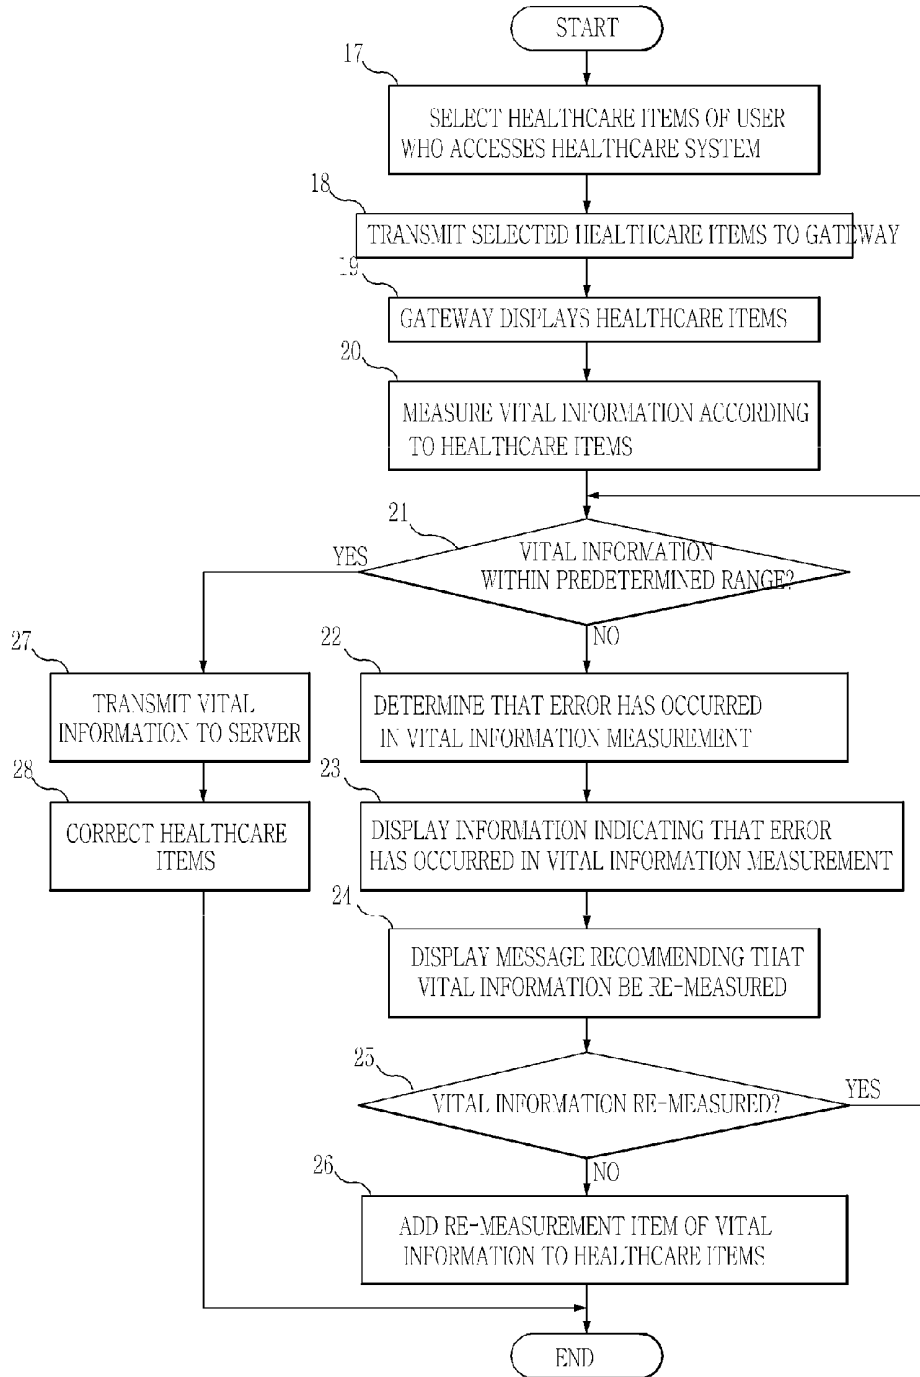 START
17
SELECT HEALTHCARE ITEMS OF USER
WHO ACCESSES HEALTHCARE SYSTEM
18
TRANSMIT SELECTED HEALTHCARE ITEMS TO GATEWAY
19
GATEWAY DISPLAYS HEALTHCARE ITEMS
20
MEASURE VITAL INFORMATION ACCORDING
TO HEALTHCARE ITEMS
21
VITAL INFORMATION
WITHIN PREDETERMINED RANGE?
YES
NO
27
TRANSMIT VITAL
INFORMATION TO SERVER
28
CORRECT HEALTHCARE
ITEMS
22
DETERMINE THAT ERROR HAS OCCURRED
IN VITAL INFORMATION MEASUREMENT
23
DISPLAY INFORMATION INDICATING THAT ERROR
HAS OCCURRED IN VITAL INFORMATION MEASUREMENT
24
DISPLAY MESSAGE RECOMMENDING THAT
VITAL INFORMATION BE RE-MEASURED
25
VITAL INFORMATION RE-MEASURED?
YES
NO
26
ADD RE-MEASUREMENT ITEM OF VITAL
INFORMATION TO HEALTHCARE ITEMS
END